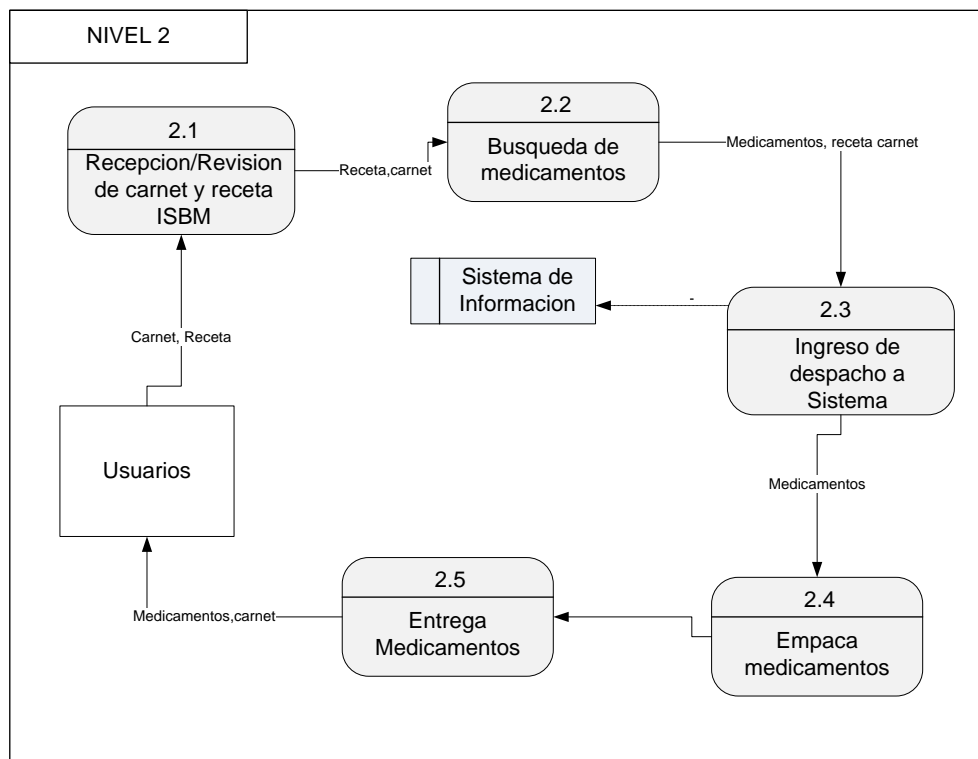 NIVEL 2
2.1
Recepcion/Revision
de carnet y receta
ISBM
Receta,carnet
2.2
Busqueda de
medicamentos
Medicamentos, receta carnet
Sistema de
Informacion
-
2.3
Ingreso de
despacho a
Sistema
Carnet, Receta
Usuarios
Medicamentos
2.4
Empaca
medicamentos
2.5
Entrega
Medicamentos
Medicamentos,carnet